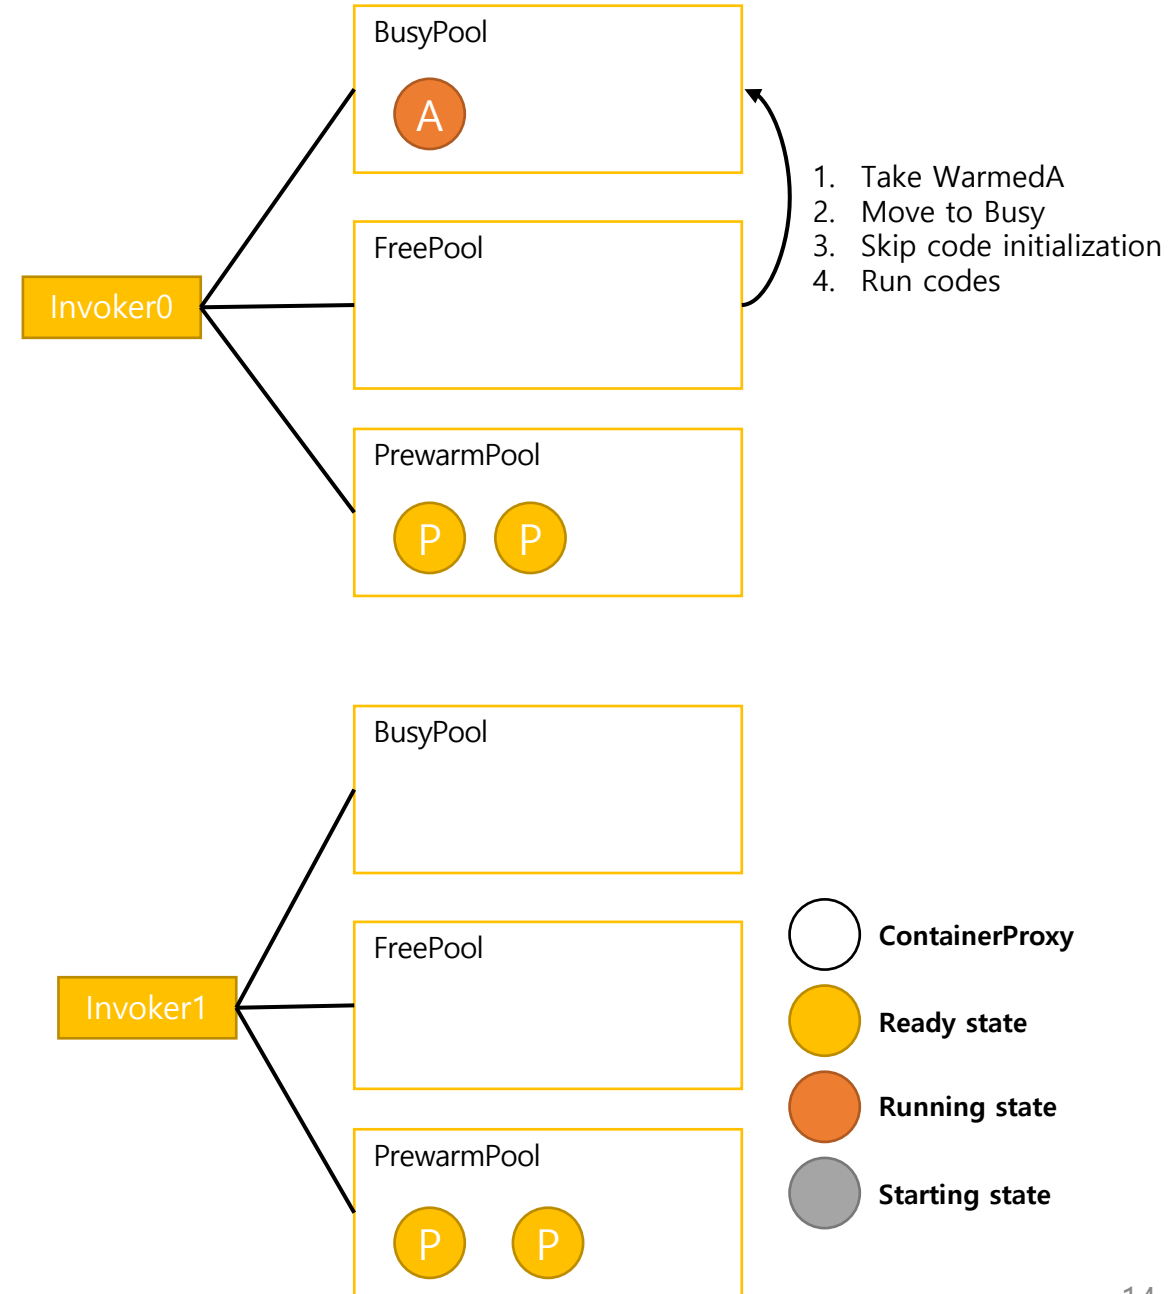 BusyPool
A
1. Take WarmedA
2. Move to Busy
3. Skip code initialization
4. Run codes
FreePool
Invoker0
PrewarmPool
P P
BusyPool
FreePool
Invoker1
PrewarmPool
P P
ContainerProxy
Ready state
Running state
Starting state